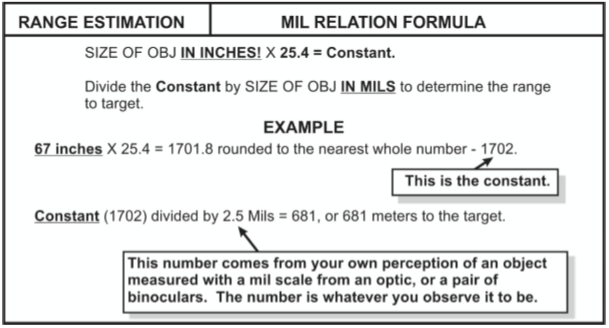 RANGE ESTIMATION
MIL RELATION FORMULA
SIZE OF OBJ IN INCHES! X 25.4 = Constant.
Divide the Constant by SIZE OF OBJ IN MILS to determine the range
to target.
EXAMPLE
67 inches X 25.4 = 1701.8 rounded to the nearest whole number - 1702.
This is the constant.
Constant (1702) divided by 2.5 Mils = 681, or 681 meters to the target.
This number comes from your own perception of an object
measured with a mil scale from an optic, or a pair of
binoculars. The number is whatever you observe it to be.